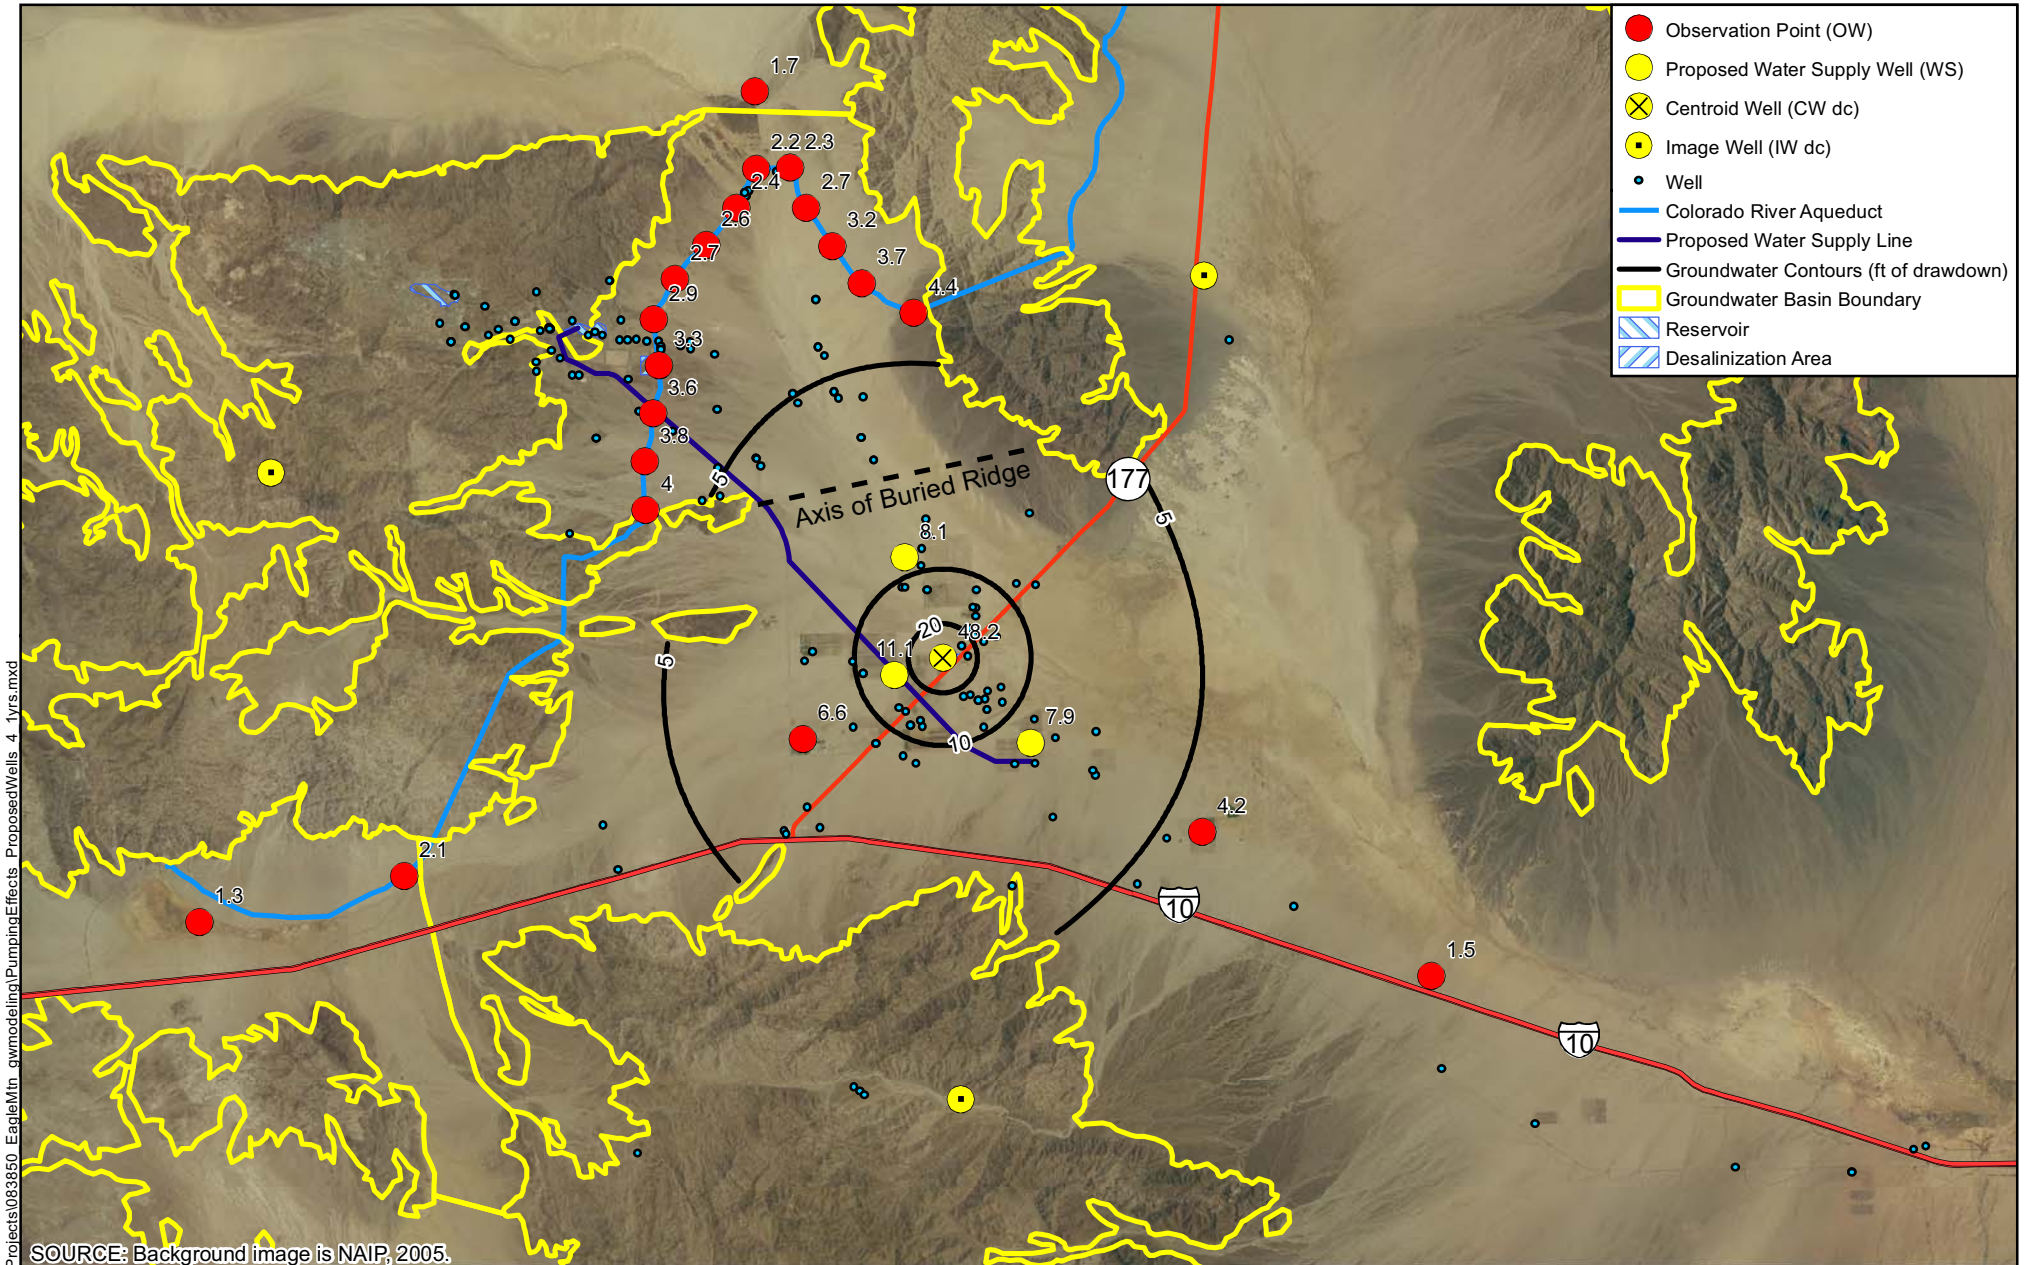 Observation Point (OW)
Proposed Water Supply Well (WS)
Centroid Well (CW dc)
Image Well (IW dc)
Well
Colorado River Aqueduct
Proposed Water Supply Line
Groundwater Contours (ft of drawdown)
Groundwater Basin Boundary
Reservoir
Desalinization Area
1.7
2.2 2.3
2.4 2.7
2.6 3.2
2.7 3.7
2.9 4.4
3.3
3.6
3.8
5
177
4
Axis of Buried Ridge
5
8.1
20 48.2
11.1
5
6.6 7.9
10
4.2
2.1
1.3
10
1.5
10
Projects\083850_EagleMtn_gwmodeling\PumpingEffects_ProposedWells_4_1yrs.mxd
SOURCE: Background image is NAIP, 2005.